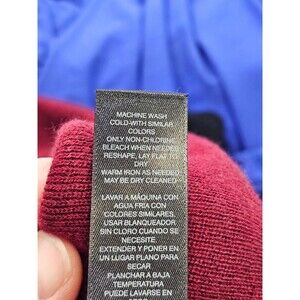 MACHINE WASH
COLD-WITH SIMILAR
COLORS
ONLY NON-CHLORINE
BLEACH WHEN NEEDED
RESHAPE, LAY FLAT TO
DRY
WARM IRON AS NEEDED
MAY BE DRY CLEANED
LAVAR A MÁQUINA CON
AGUA FRIA CON
COLORES SIMILARES.
USAR BLANQUEADOR
SIN CLORO CUANDO SE
NECESITE.
EXTENDER Y PONER EN
UN LUGAR PLANO PARA
SECAR
PLANCHAR A BAJA
TEMPERATURA
PUEDE LAVARSE EN